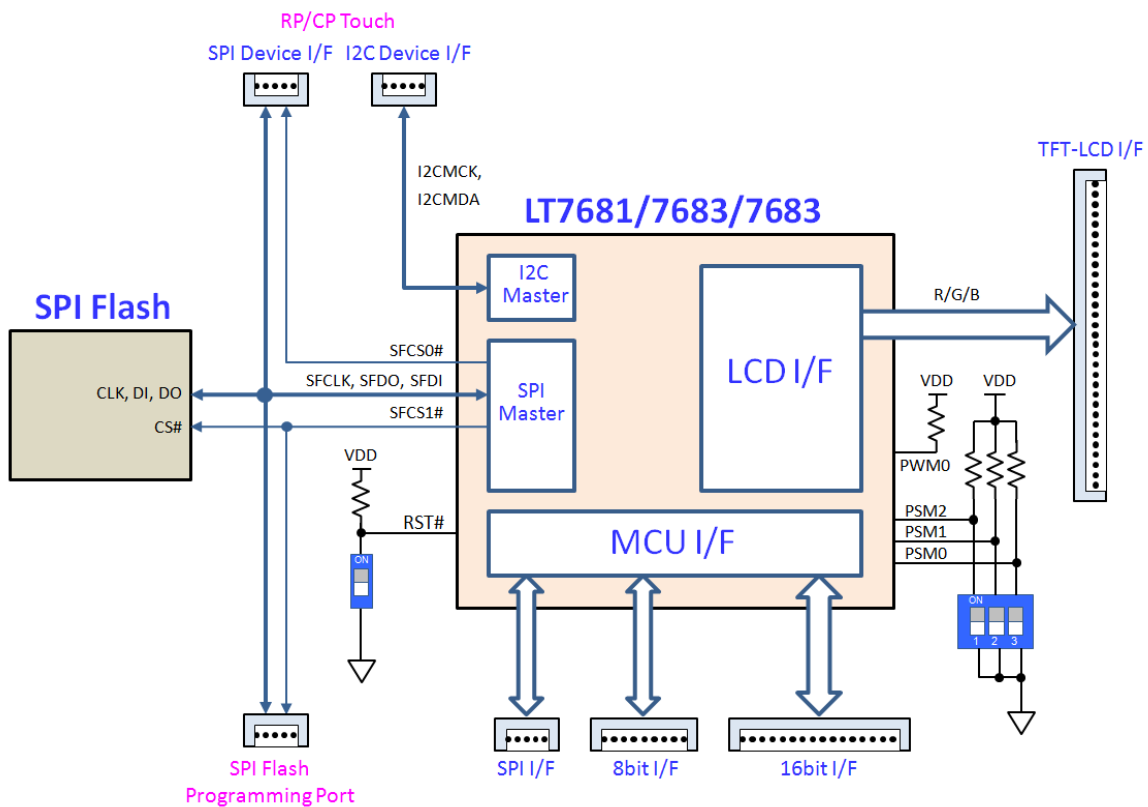 RP/CP Touch
SPI Device I/F I2C Device I/F
TFT-LCD I/F
I2CMCK,
I2CMDA
LT7681/7683/7683
I2C
Master
SPI Flash
R/G/B
SFCS0#
LCD I/F
SFCLK, SFDO, SFDI
SPI
Master
CLK, DI, DO
VDD
VDD
SFCS1#
CS#
VDD
PWM0
RST#
PSM2
MCU I/F
PSM1
PSM0
ON
ON
1 2 3
SPI I/F
8bit I/F
16bit I/F
SPI Flash
Programming Port